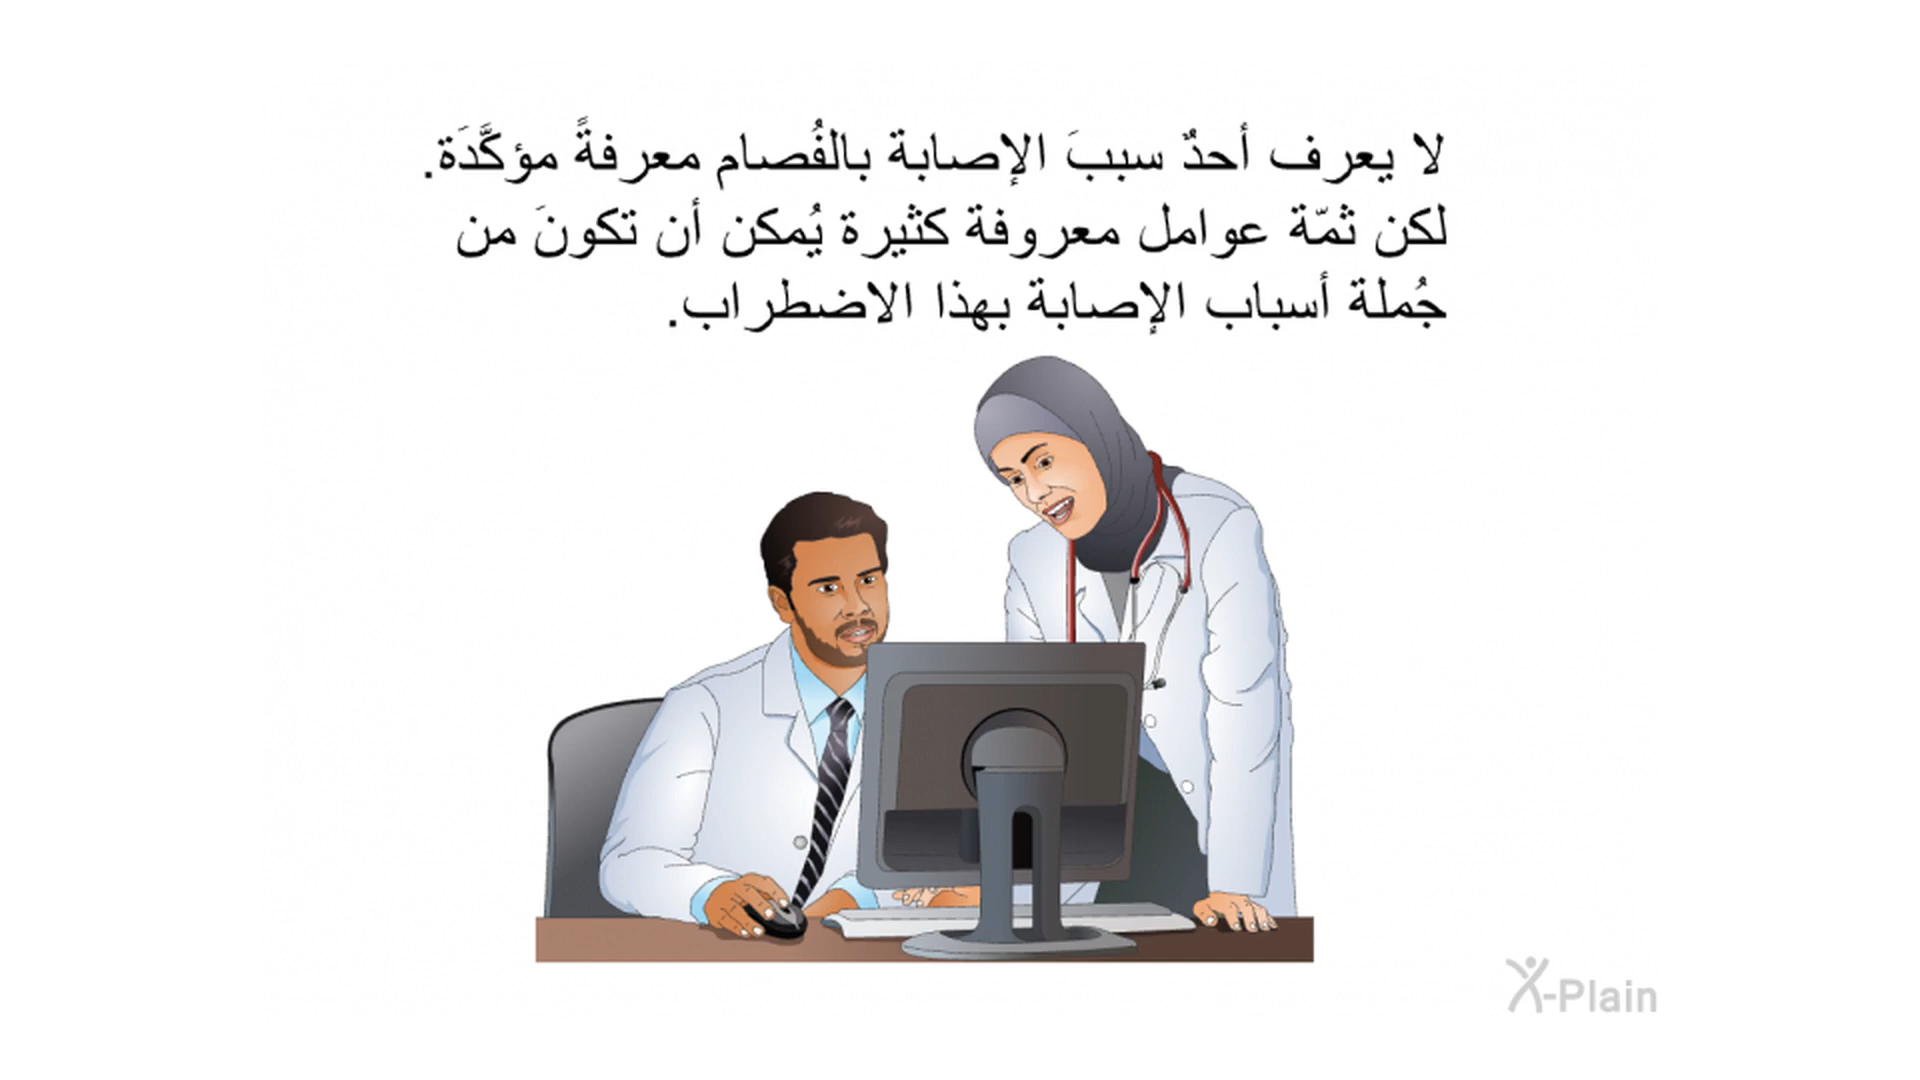 لا يعرف أحدٌ سببَ الإصابة بالفُصام معرفةً مؤكَّدَة.
لكن ثمّة عوامل معروفة كثيرة يُمكن أن تكونَ من
جُملة أسباب الإصابة بهذا الاضطراب.
X-Plain